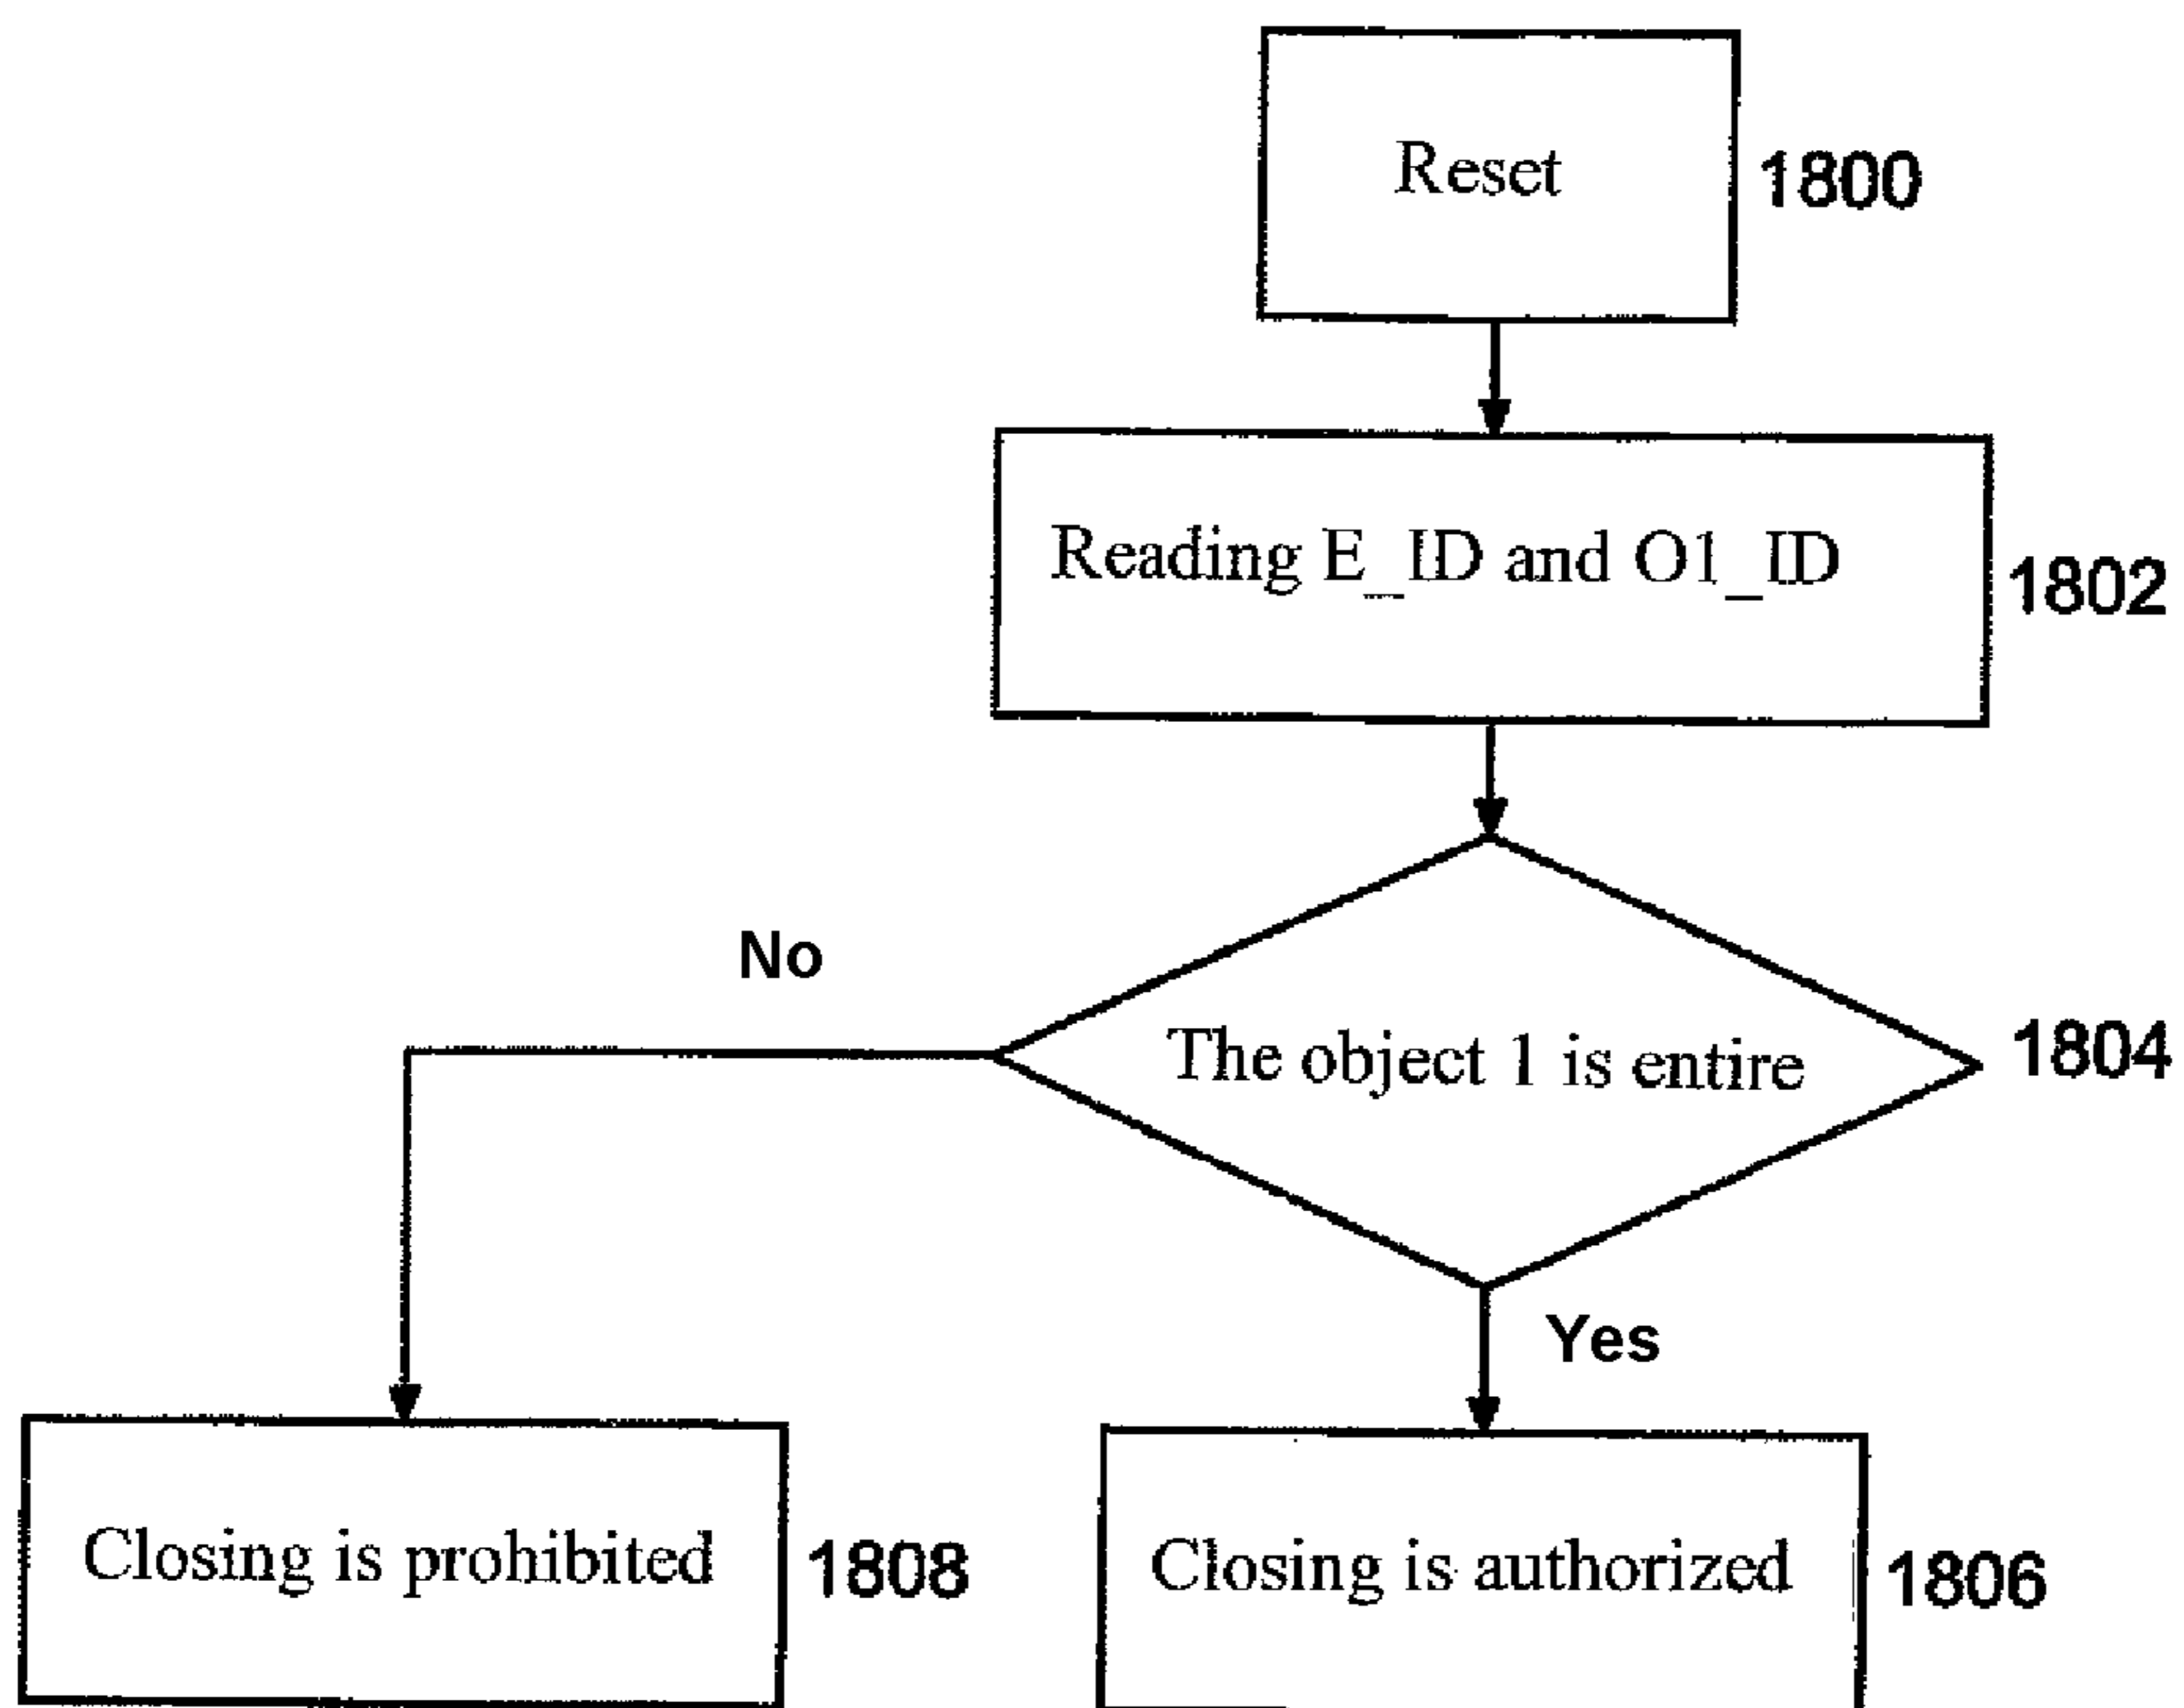 Reset
1800
Reading E_ID and O1_ID
1802
No
The object 1 is entire
1804
Yes
Closing is prohibited
1808
Closing is authorized
1806